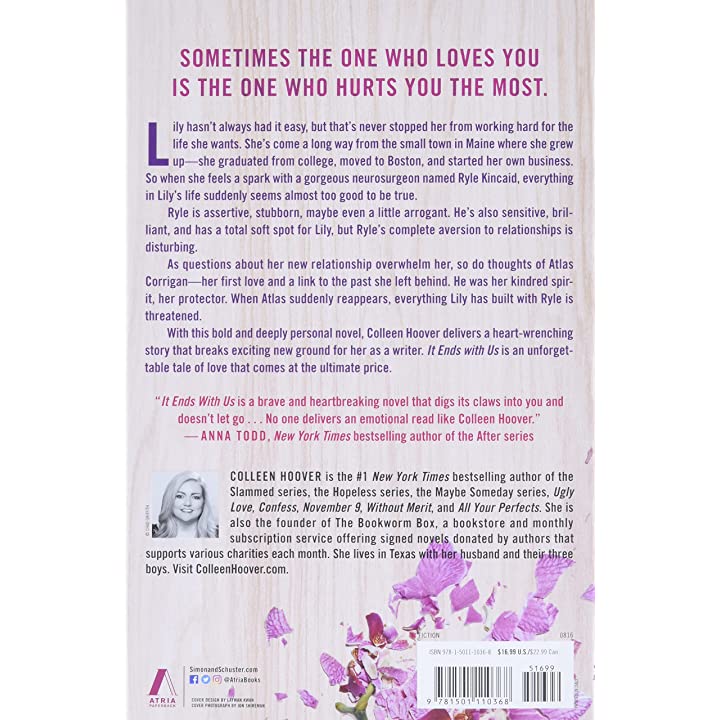 SOMETIMES THE ONE WHO LOVES YOU
IS THE ONE WHO HURTS YOU THE MOST.
Lily hasn't always had it easy, but that's never stopped her from working hard for the
life she wants. She's come a long way from the small town in Maine where she grew
up—she graduated from college, moved to Boston, and started her own business.
So when she feels a spark with a gorgeous neurosurgeon named Ryle Kincaid, everything
in Lily's life suddenly seems almost too good to be true.
Ryle is assertive, stubborn, maybe even a little arrogant. He's also sensitive, bril-
liant, and has a total soft spot for Lily, but Ryle's complete aversion to relationships is
disturbing.
As questions about her new relationship overwhelm her, so do thoughts of Atlas
Corrigan—her first love and a link to the past she left behind. He was her kindred spir-
it, her protector. When Atlas suddenly reappears, everything Lily has built with Ryle is
threatened.
With this bold and deeply personal novel, Colleen Hoover delivers a heart-wrenching
story that breaks exciting new ground for her as a writer. It Ends with Us is an unforget-
table tale of love that comes at the ultimate price.
"It Ends With Us is a brave and heartbreaking novel that digs its claws into you and
doesn't let go . . . No one delivers an emotional read like Colleen Hoover."
— ANNA TODD, New York Times bestselling author of the After series
COLLEEN HOOVER is the #1 New York Times bestselling author of the
Slammed series, the Hopeless series, the Maybe Someday series, Ugly
Love, Confess, November 9, Without Merit, and All Your Perfects. She is
also the founder of The Bookworm Box, a bookstore and monthly
subscription service offering signed novels donated by authors that
supports various charities each month. She lives in Texas with her husband and their three
boys. Visit ColleenHoover.com.
FICTION 0816
ISBN 978-1-5011-1036-8 $16.99 U.S./$22.99 Can.
51699
9 781501 110368
ATRIA
PAPERBACK
SimonandSchuster.com
@AtriaBooks
COVER DESIGN BY LAYWAN KWAN
COVER PHOTOGRAPH BY JON SHIREMAN